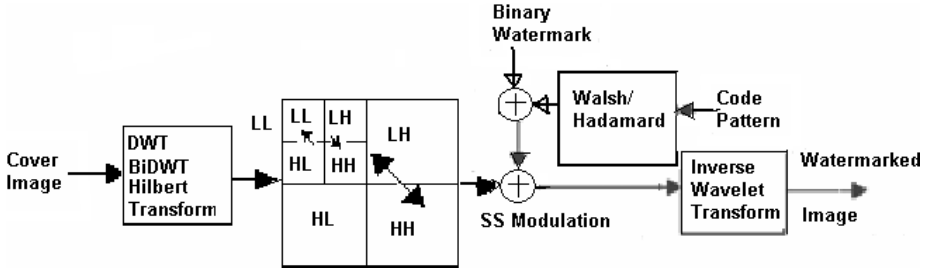 Binary
Watermark
Walsh/
Hadamard
Code
Pattern
Cover
Image
DWT
BiDWT
Hilbert
Transform
LL
LL
LH
HL
HH
LH
HL
HH
SS Modulation
Inverse
Wavelet
Transform
Watermarked
Image